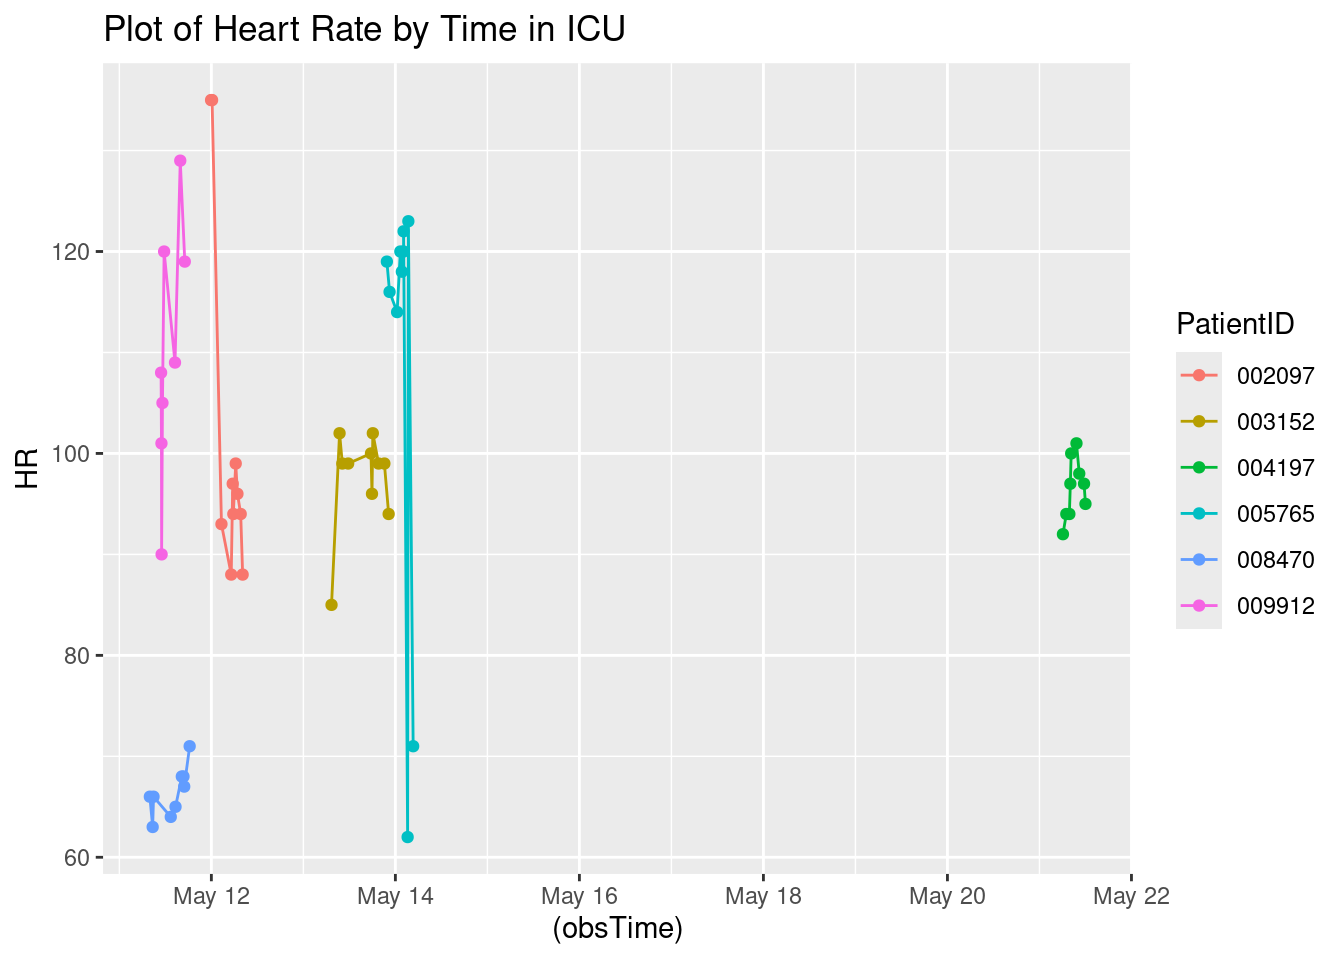 Plot of Heart Rate by Time in ICU
HR
120
100
80
60
May 12
May 14
May 16
May 18
May 20
May 22
(obsTime)
PatientID
002097
003152
004197
005765
008470
009912